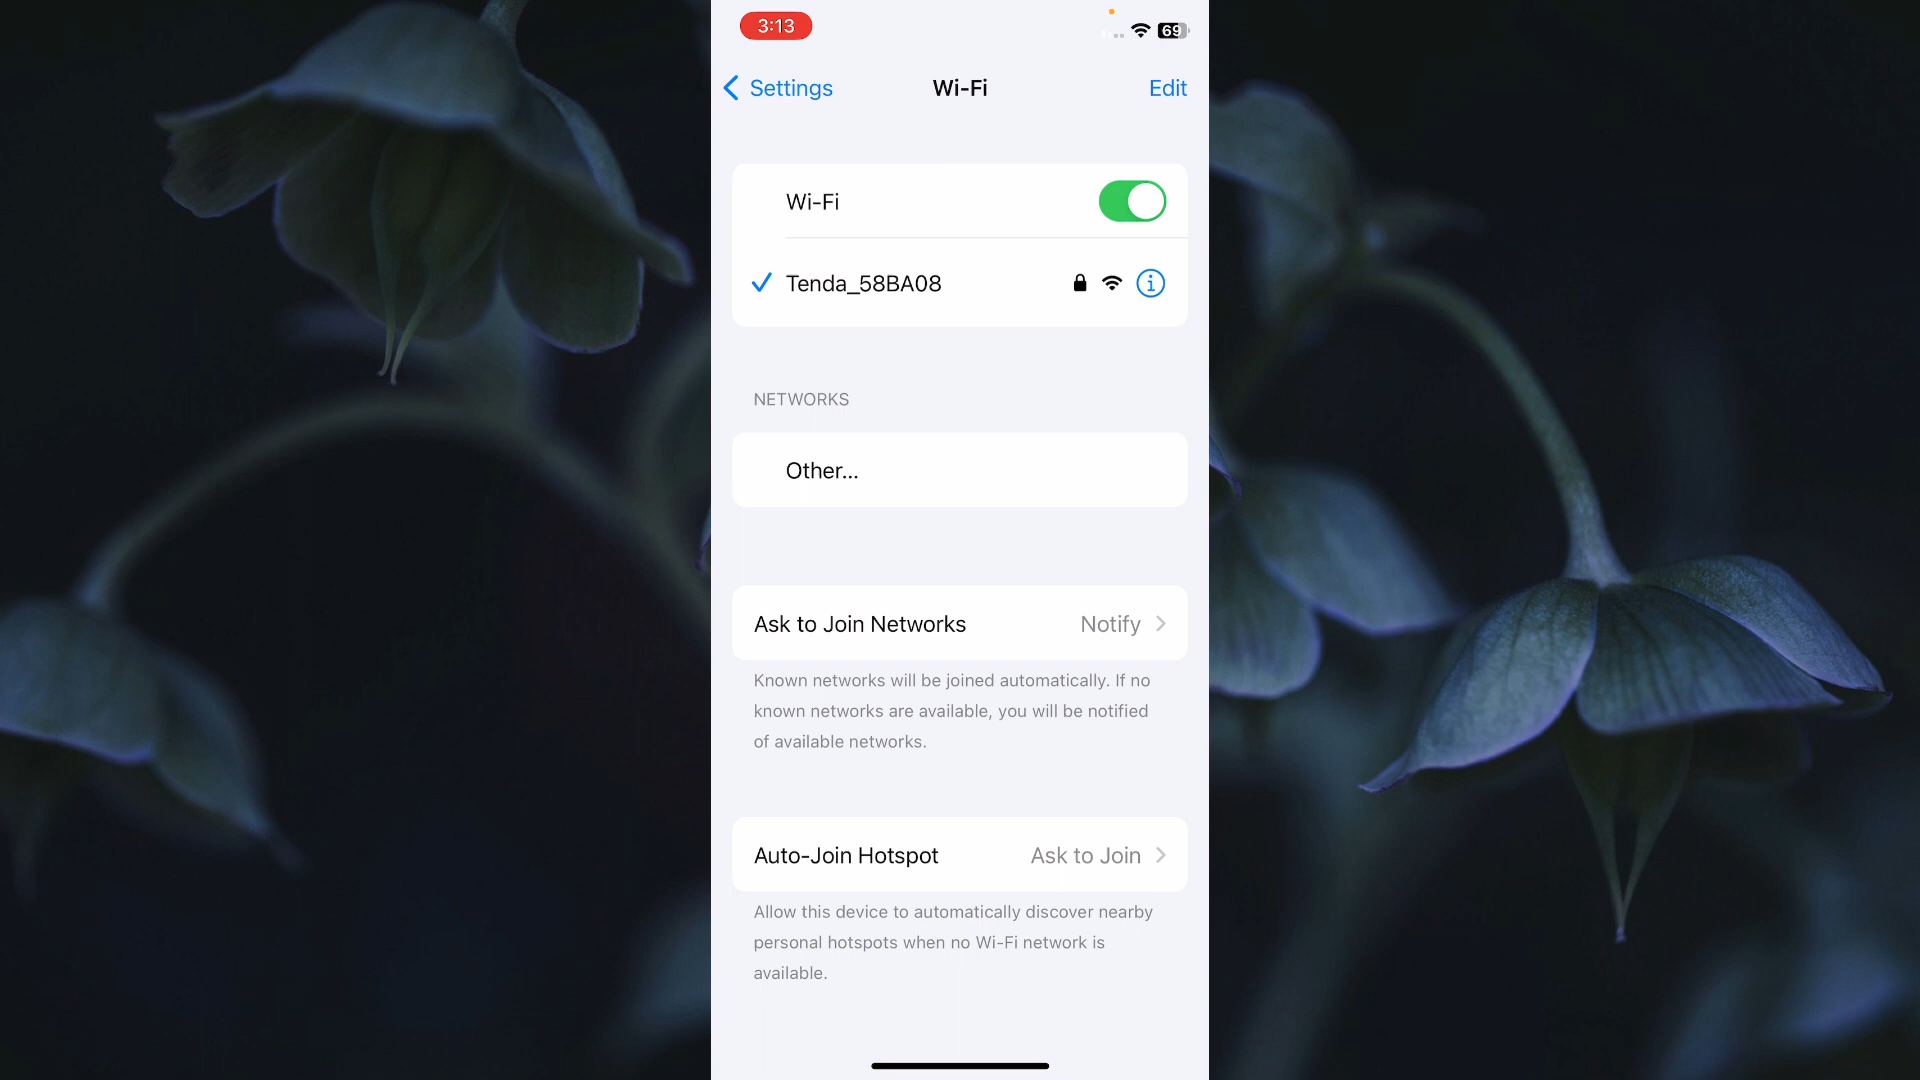 3:13
69
Settings
Wi-Fi
Edit
Wi-Fi
Tenda_58BA08
NETWORKS
Other...
Ask to Join Networks
Notify
Known networks will be joined automatically. If no
known networks are available, you will be notified
of available networks.
Auto-Join Hotspot
Ask to Join
Allow this device to automatically discover nearby
personal hotspots when no Wi-Fi network is
available.